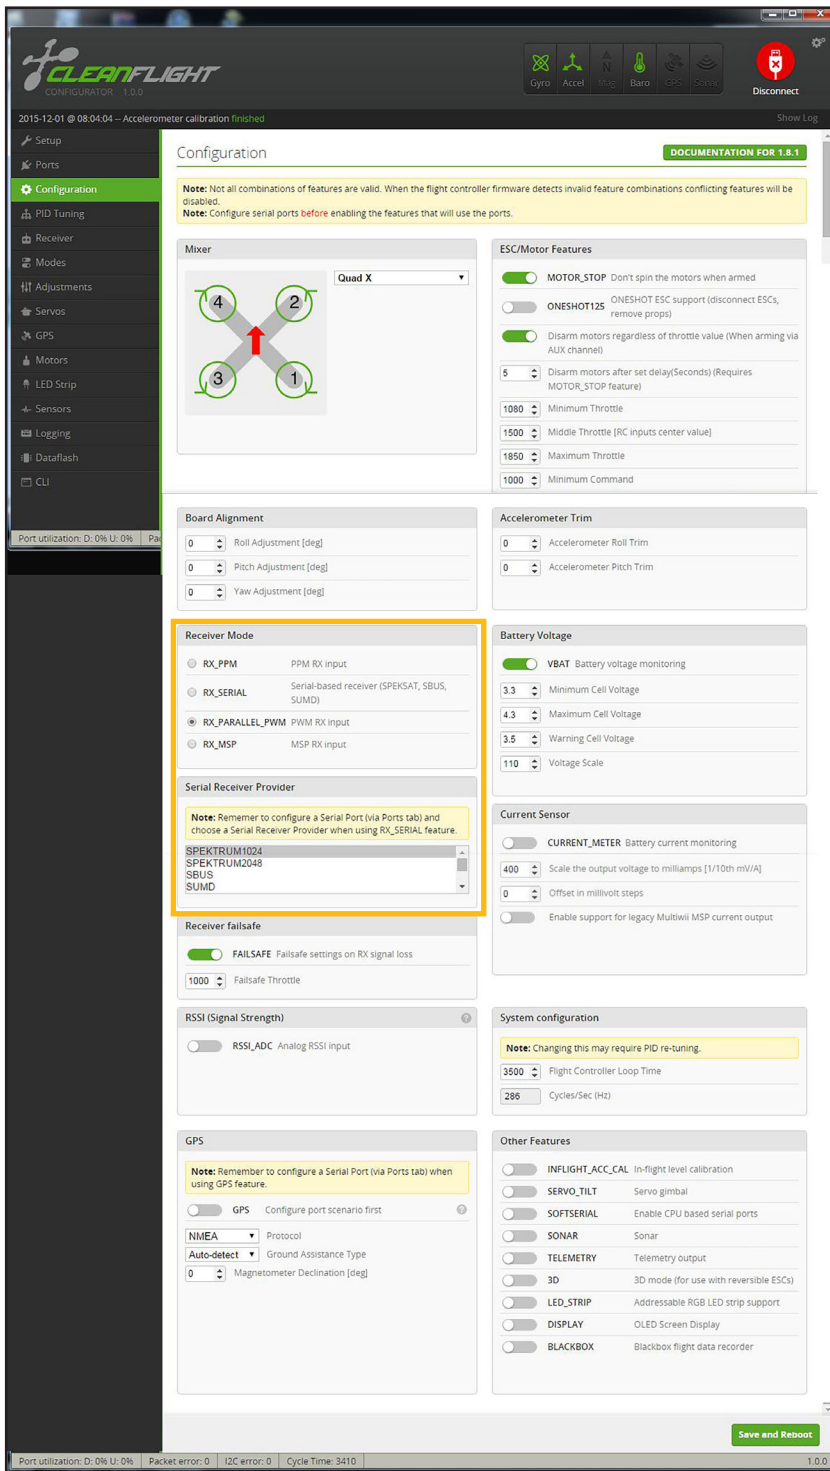 CLEANFLIGHT
CONFIGURATOR 1.0.0
Gyro
Accel
Mag
Baro
GPS
Sonar
Disconnect
2015-12-01 @ 08:04:04 -- Accelerometer calibration finished
Show Log
Setup
Ports
Configuration
PID Tuning
Receiver
Modes
Adjustments
Servos
GPS
Motors
LED Strip
Sensors
Logging
Dataflash
CLI
Port utilization: D: 0% U: 0%
Pac
Configuration
DOCUMENTATION FOR 1.8.1
Note: Not all combinations of features are valid. When the flight controller firmware detects invalid feature combinations conflicting features will be
disabled.
Note: Configure serial ports before enabling the features that will use the ports.
Mixer
Quad X
4
2
3
1
ESC/Motor Features
MOTOR_STOP Don't spin the motors when armed
ONESHOT125 ONESHOT ESC support (disconnect ESCs,
remove props)
Disarm motors regardless of throttle value (When arming via
AUX channel)
5 Disarm motors after set delay(Seconds) (Requires
MOTOR_STOP feature)
1080 Minimum Throttle
1500 Middle Throttle [RC inputs center value]
1850 Maximum Throttle
1000 Minimum Command
Board Alignment
0 Roll Adjustment [deg]
0 Pitch Adjustment [deg]
0 Yaw Adjustment [deg]
Accelerometer Trim
0 Accelerometer Roll Trim
0 Accelerometer Pitch Trim
Receiver Mode
RX_PPM PPM RX input
RX_SERIAL Serial-based receiver (SPEKSAT, SBUS,
SUMD)
RX_PARALLEL_PWM PWM RX input
RX_MSP MSP RX input
Serial Receiver Provider
Note: Rememer to configure a Serial Port (via Ports tab) and
choose a Serial Receiver Provider when using RX_SERIAL feature.
SPEKTRUM1024
SPEKTRUM2048
SBUS
SUMD
Battery Voltage
VBAT Battery voltage monitoring
3.3 Minimum Cell Voltage
4.3 Maximum Cell Voltage
3.5 Warning Cell Voltage
110 Voltage Scale
Current Sensor
CURRENT_METER Battery current monitoring
400 Scale the output voltage to milliamps [1/10th mV/A]
0 Offset in millivolt steps
Enable support for legacy Multiwii MSP current output
Receiver failsafe
FAILSAFE Failsafe settings on RX signal loss
1000 Failsafe Throttle
RSSI (Signal Strength)
RSSI_ADC Analog RSSI input
System configuration
Note: Changing this may require PID re-tuning.
3500 Flight Controller Loop Time
286 Cycles/Sec (Hz)
GPS
Note: Remember to configure a Serial Port (via Ports tab) when
using GPS feature.
GPS Configure port scenario first
NMEA Protocol
Auto-detect Ground Assistance Type
0 Magnetometer Declination [deg]
Other Features
INFLIGHT_ACC_CAL In-flight level calibration
SERVO_TILT Servo gimbal
SOFTSERIAL Enable CPU based serial ports
SONAR Sonar
TELEMETRY Telemetry output
3D 3D mode (for use with reversible ESCs)
LED_STRIP Addressable RGB LED strip support
DISPLAY OLED Screen Display
BLACKBOX Blackbox flight data recorder
Save and Reboot
Port utilization: D: 0% U: 0% Packet error: 0 I2C error: 0 Cycle Time: 3410 1.0.0